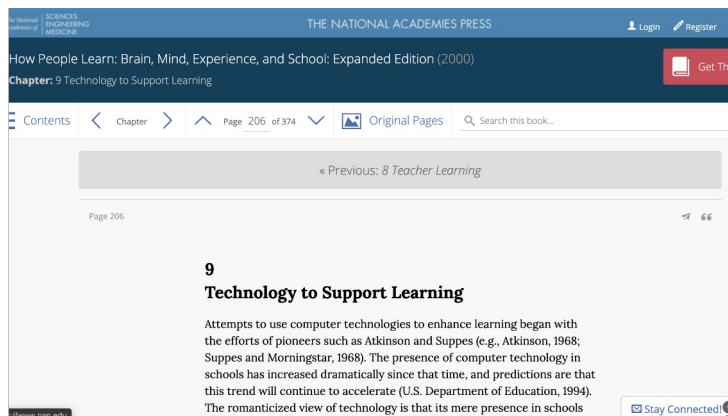 The National Academies of
SCIENCES
ENGINEERING
MEDICINE
THE NATIONAL ACADEMIES PRESS
Login
Register
How People Learn: Brain, Mind, Experience, and School: Expanded Edition (2000)
Get Th
Chapter: 9 Technology to Support Learning
Contents
Chapter
Page 206 of 374
Original Pages
Search this book...
« Previous: 8 Teacher Learning
Page 206
9
Technology to Support Learning
Attempts to use computer technologies to enhance learning began with
the efforts of pioneers such as Atkinson and Suppes (e.g., Atkinson, 1968;
Suppes and Morningstar, 1968). The presence of computer technology in
schools has increased dramatically since that time, and predictions are that
this trend will continue to accelerate (U.S. Department of Education, 1994).
The romanticized view of technology is that its mere presence in schools
Stay Connected!